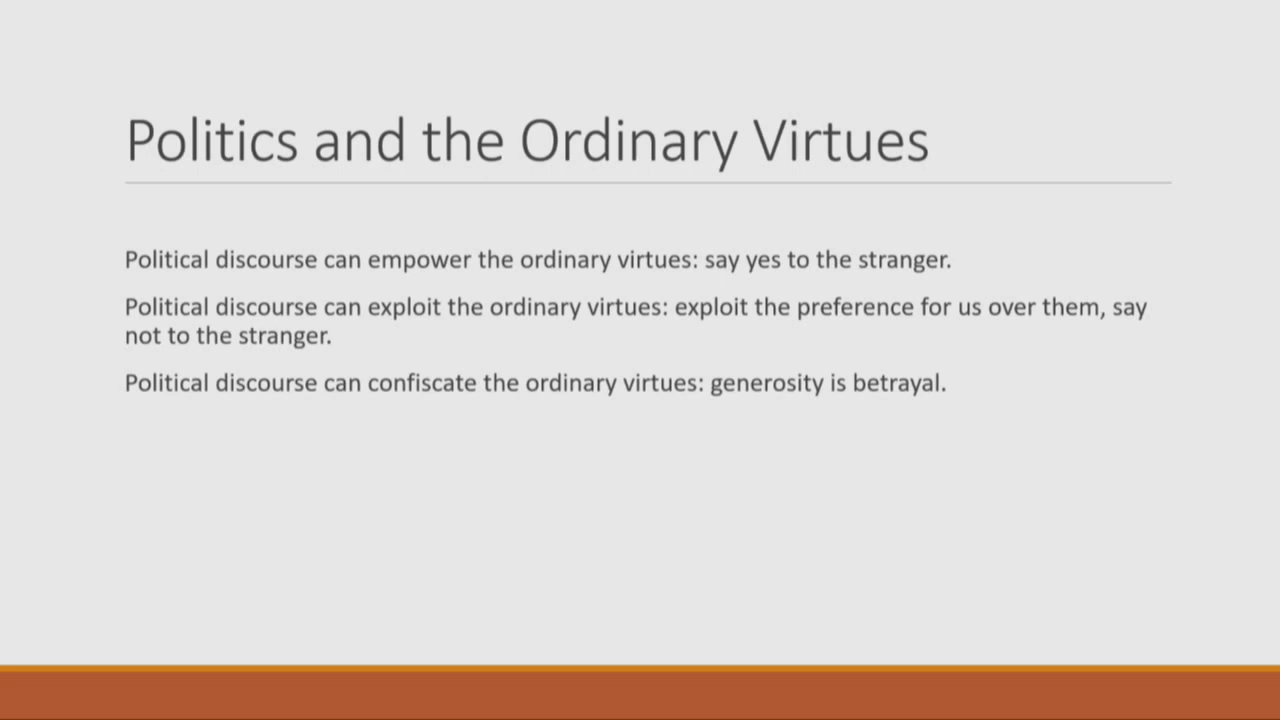 Politics and the Ordinary Virtues
Political discourse can empower the ordinary virtues: say yes to the stranger.
Political discourse can exploit the ordinary virtues: exploit the preference for us over them, say
not to the stranger.
Political discourse can confiscate the ordinary virtues: generosity is betrayal.